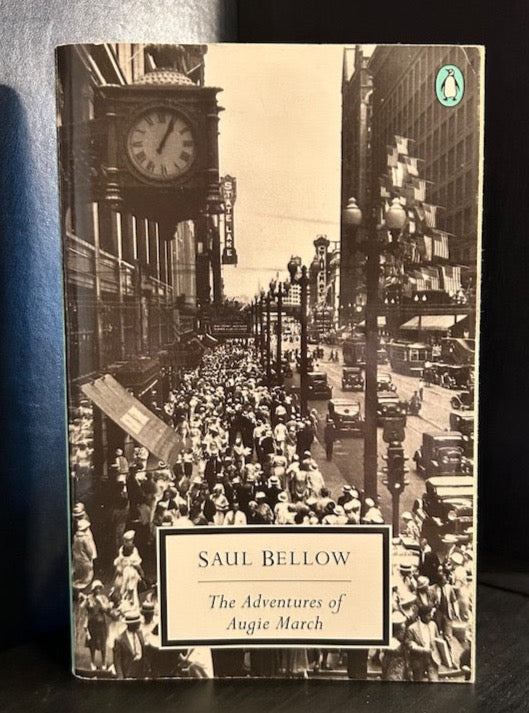 STATE LAKE
SAUL BELLOW
The Adventures of
Augie March